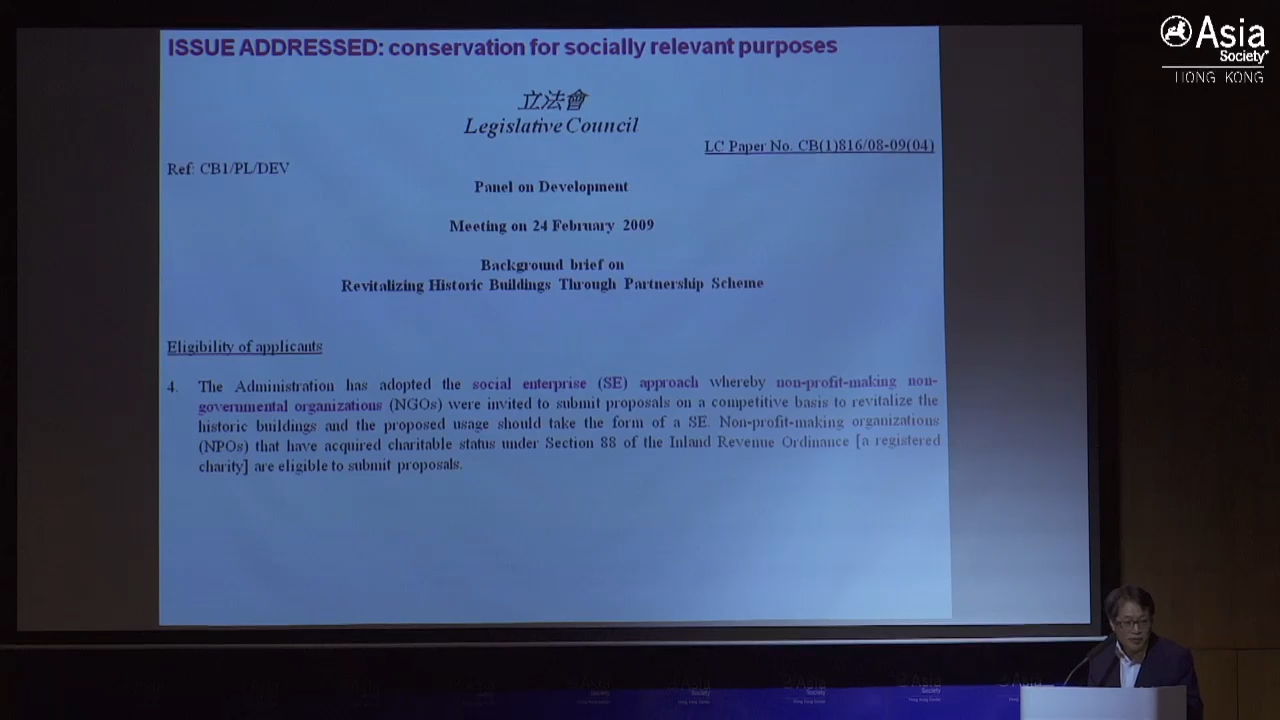 ISSUE ADDRESSED: conservation for socially relevant purposes
Asia
Society
HONG KONG
立法會
Legislative Council
LC Paper No. CB(1)816/08-09(04)
Ref: CB1/PL/DEV
Panel on Development
Meeting on 24 February 2009
Background brief on
Revitalizing Historic Buildings Through Partnership Scheme
Eligibility of applicants
4. The Administration has adopted the social enterprise (SE) approach whereby non-profit-making non-
governmental organizations (NGOs) were invited to submit proposals on a competitive basis to revitalize the
historic buildings and the proposed usage should take the form of a SE. Non-profit-making organizations
(NPOs) that have acquired charitable status under Section 88 of the Inland Revenue Ordinance [a registered
charity] are eligible to submit proposals.